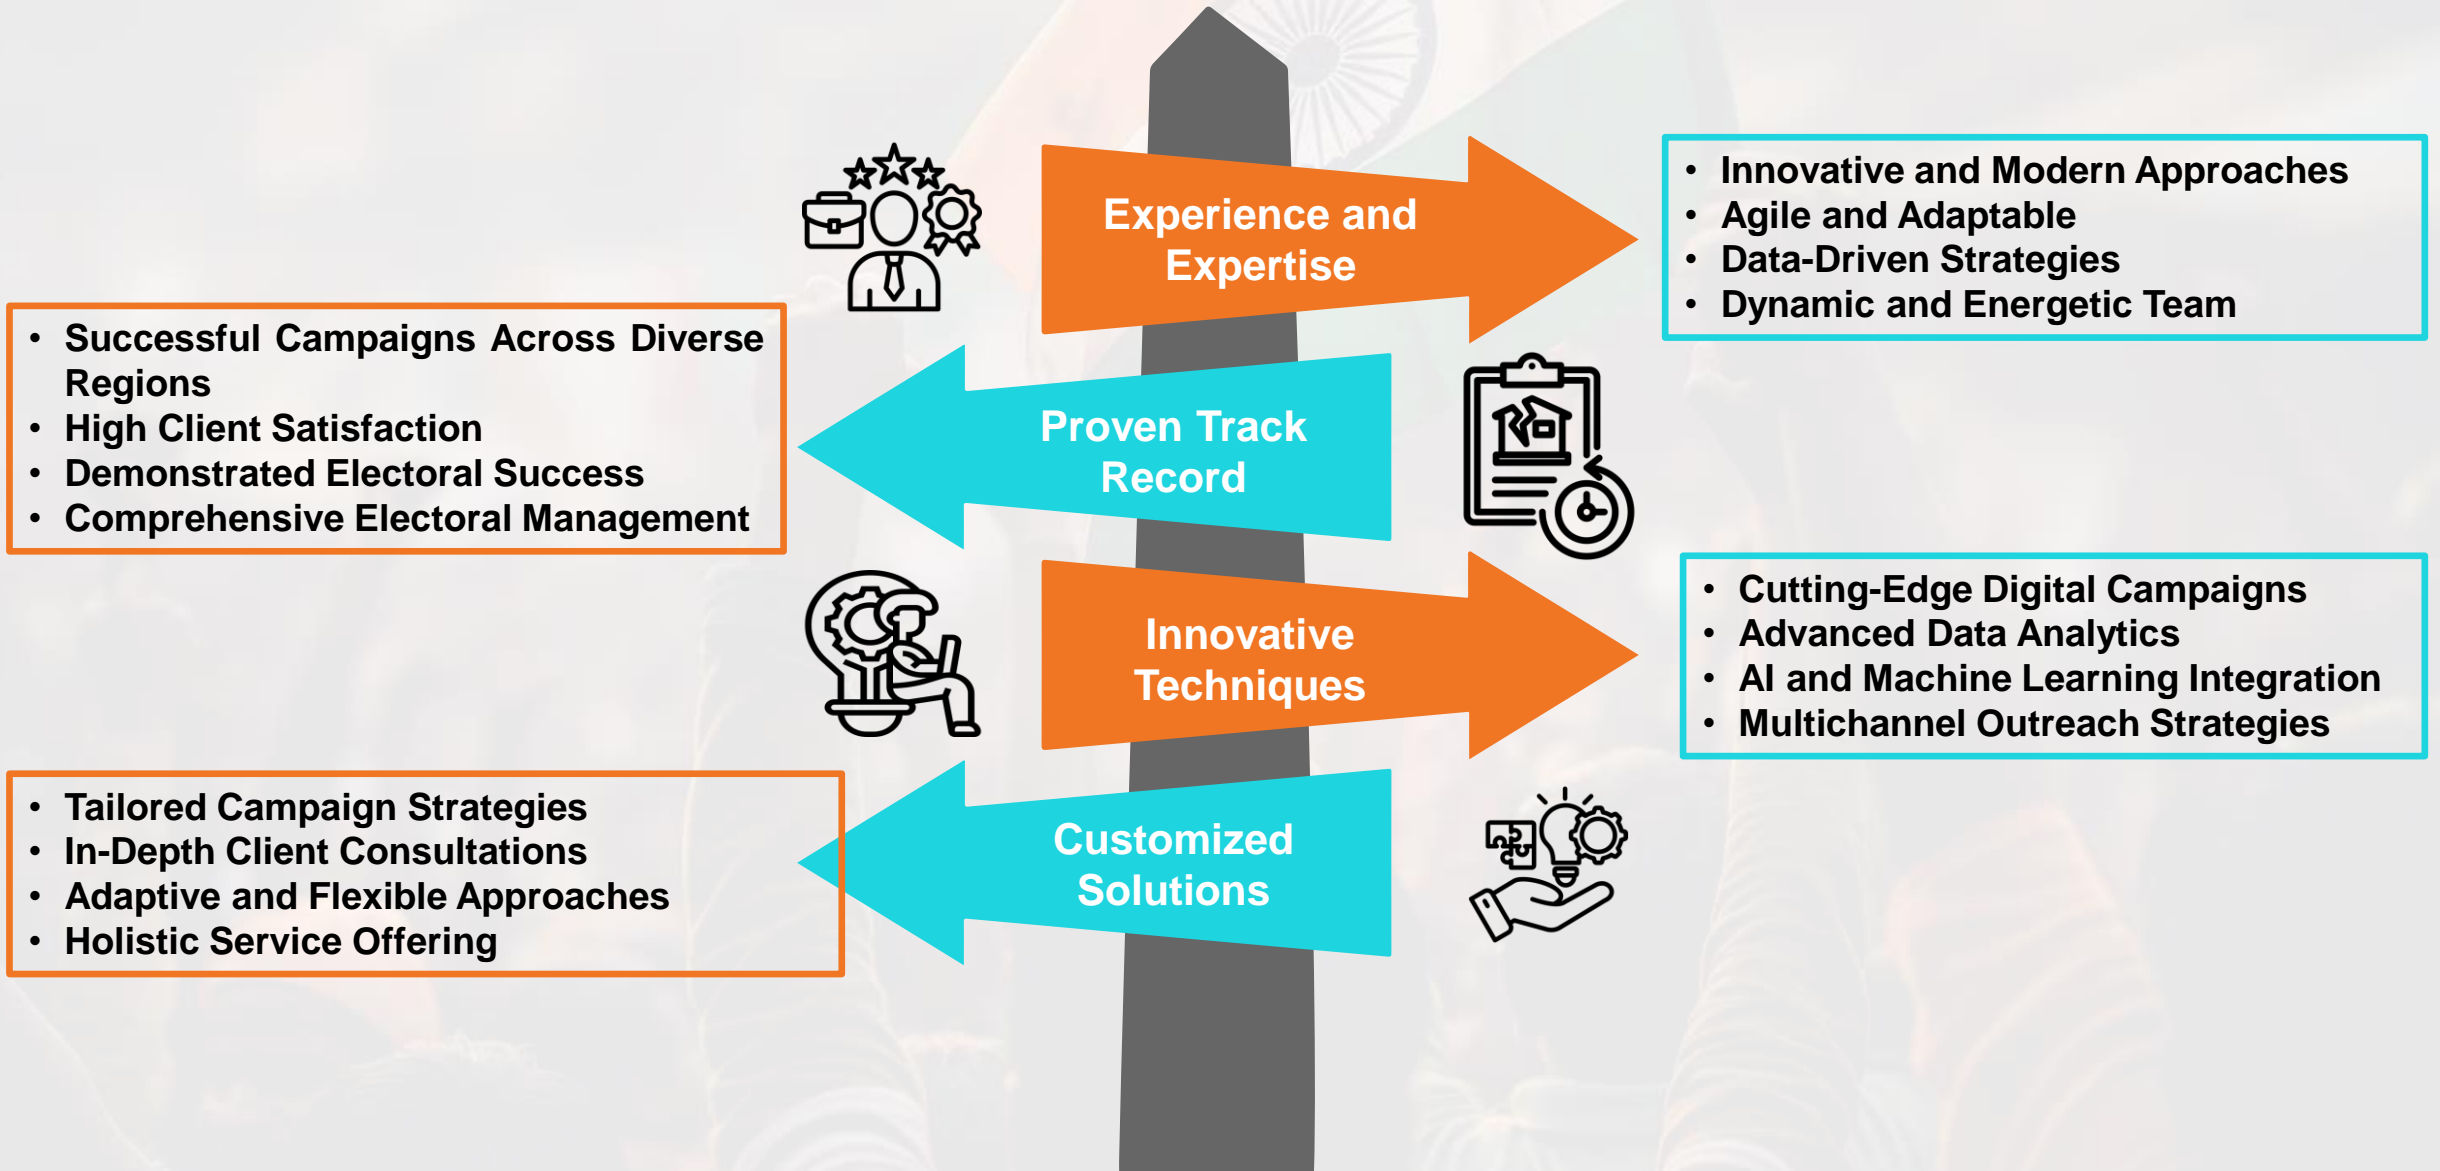 Experience and
Expertise
• Innovative and Modern Approaches
• Agile and Adaptable
• Data-Driven Strategies
• Dynamic and Energetic Team
• Successful Campaigns Across Diverse
Regions
• High Client Satisfaction
• Demonstrated Electoral Success
• Comprehensive Electoral Management
Proven Track
Record
Innovative
Techniques
• Cutting-Edge Digital Campaigns
• Advanced Data Analytics
• AI and Machine Learning Integration
• Multichannel Outreach Strategies
• Tailored Campaign Strategies
• In-Depth Client Consultations
• Adaptive and Flexible Approaches
• Holistic Service Offering
Customized
Solutions